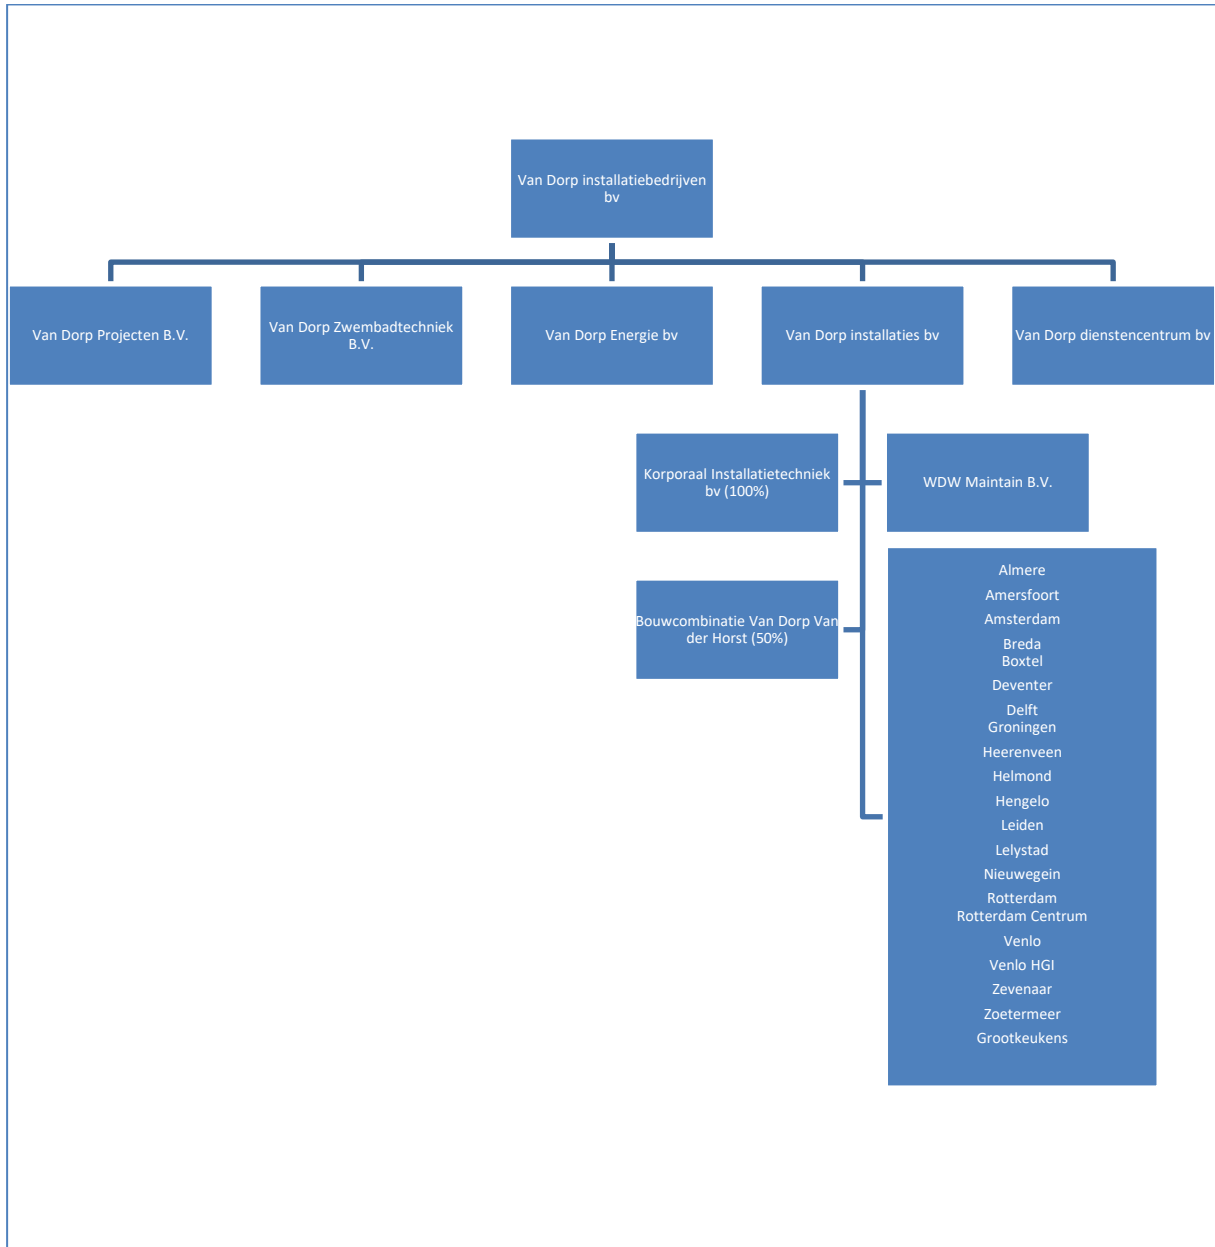 Van Dorp installatiebedrijven
bv
Van Dorp Projecten B.V.
Van Dorp Zwembadtechniek
B.V.
Van Dorp Energie bv
Van Dorp installaties bv
Van Dorp dienstencentrum bv
Korporaal Installatietechniek
bv (100%)
WDW Maintain B.V.
Bouwcombinatie Van Dorp Van
der Horst (50%)
Almere
Amersfoort
Amsterdam
Breda
Boxtel
Deventer
Delft
Groningen
Heerenveen
Helmond
Hengelo
Leiden
Lelystad
Nieuwegein
Rotterdam
Rotterdam Centrum
Venlo
Venlo HGI
Zevenaar
Zoetermeer
Grootkeukens